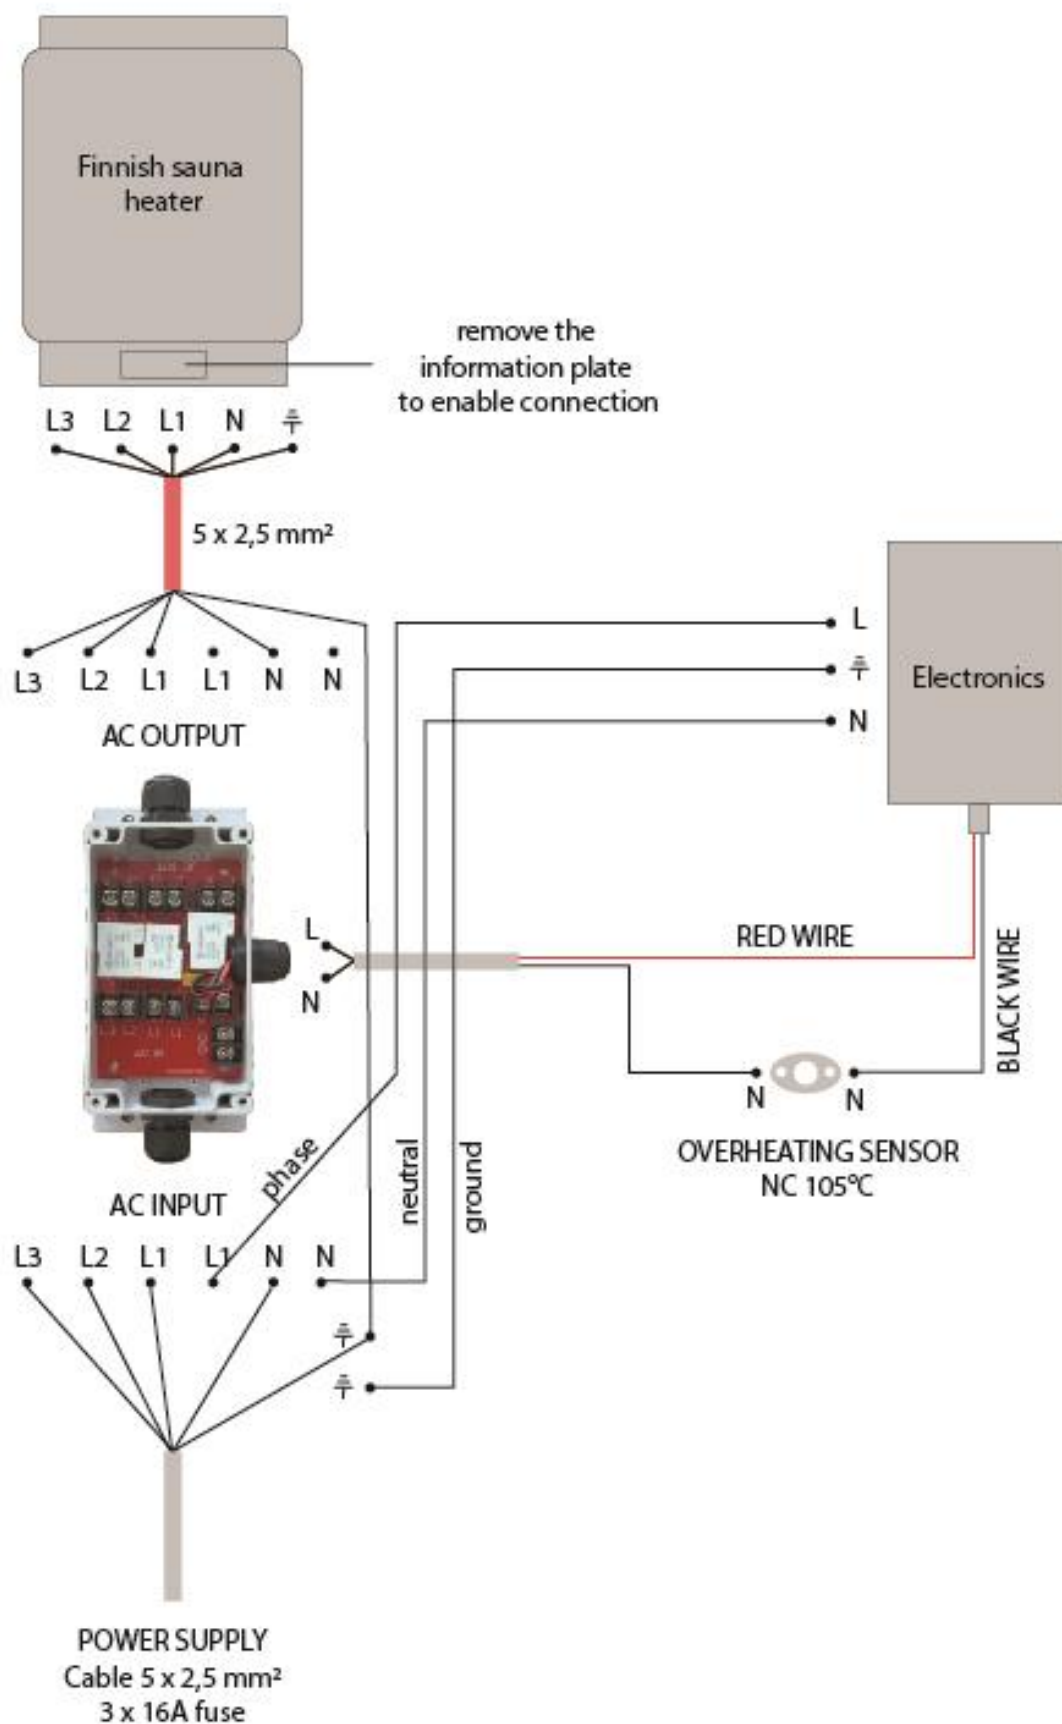 Finnish sauna
heater
remove the
information plate
to enable connection
L3 L2 L1 N
5 x 2,5 mm²
L3 L2 L1 L1 N N
AC OUTPUT
L
N
Electronics
L
N
RED WIRE
BLACK WIRE
N N
OVERHEATING SENSOR
NC 105°C
phase
neutral
ground
AC INPUT
L3 L2 L1 L1 N N
POWER SUPPLY
Cable 5 x 2,5 mm²
3 x 16A fuse